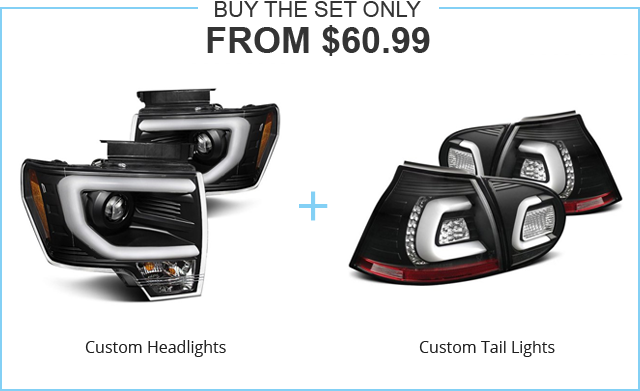 BUY THE SET ONLY
FROM $60.99
+
Custom Headlights
Custom Tail Lights